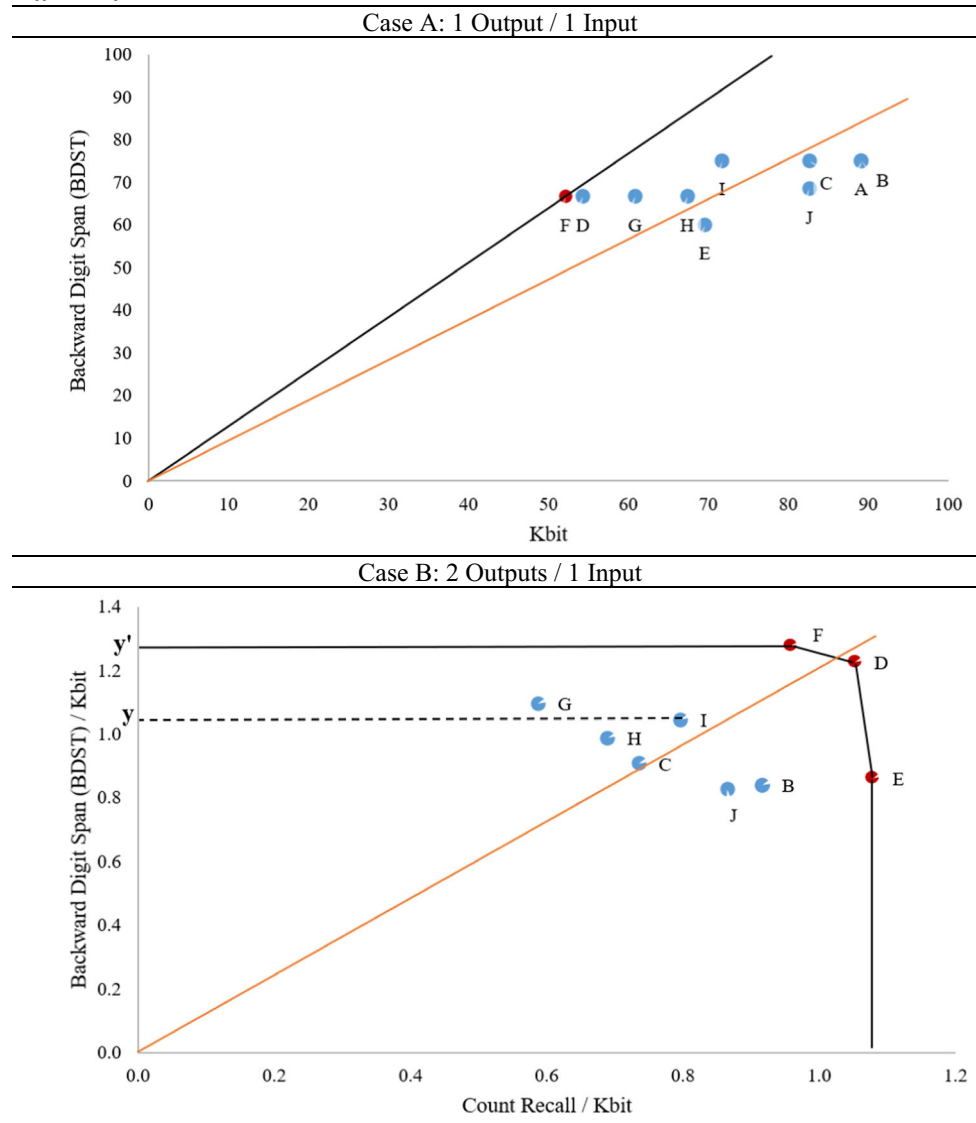 Case A: 1 Output / 1 Input
100
90
80
70
60
50
40
30
20
10
0
Backward Digit Span (BDST)
F D G H E I J C A B
0 10 20 30 40 50 60 70 80 90 100
Kbit
Case B: 2 Outputs / 1 Input
1.4
y'
1.2
y
1.0
0.8
0.6
0.4
0.2
0.0
Backward Digit Span (BDST) / Kbit
F
D
G
I
H
C
E
B
J
0.0 0.2 0.4 0.6 0.8 1.0 1.2
Count Recall / Kbit